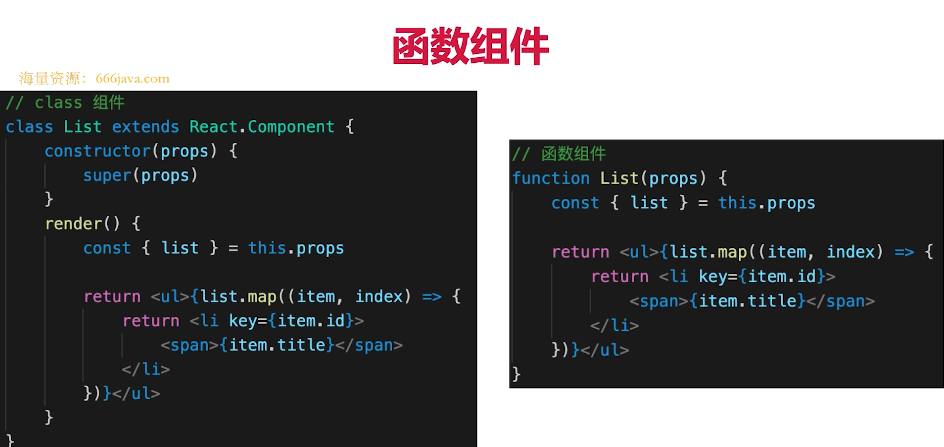 函数组件
海量资源：666java.com
// class 组件
class List extends React.Component {
    constructor(props) {
        super(props)
    }
    render() {
        const { list } = this.props

        return <ul>{list.map((item, index) => {
            return <li key={item.id}>
                <span>{item.title}</span>
            </li>
        })}</ul>
    }
}
// 函数组件
function List(props) {
    const { list } = this.props

    return <ul>{list.map((item, index) => {
        return <li key={item.id}>
            <span>{item.title}</span>
        </li>
    })}</ul>
}